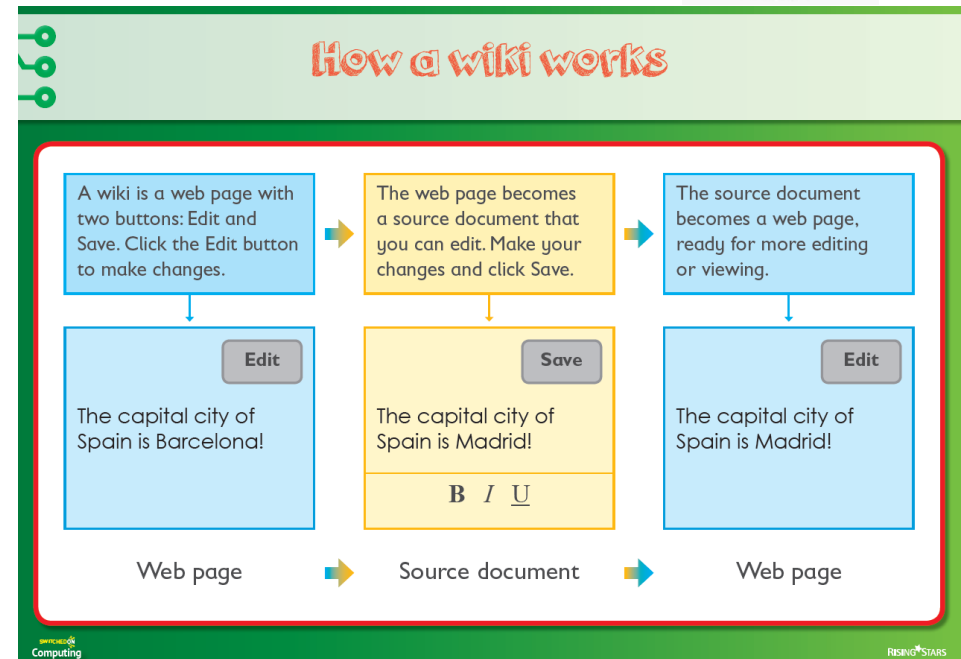 How a wiki works
A wiki is a web page with
two buttons: Edit and
Save. Click the Edit button
to make changes.
The web page becomes
a source document that
you can edit. Make your
changes and click Save.
The source document
becomes a web page,
ready for more editing
or viewing.
Edit
The capital city of
Spain is Barcelona!
Save
The capital city of
Spain is Madrid!
B I U
Edit
The capital city of
Spain is Madrid!
Web page
Source document
Web page
SWITCHED ON
Computing
RISING STARS